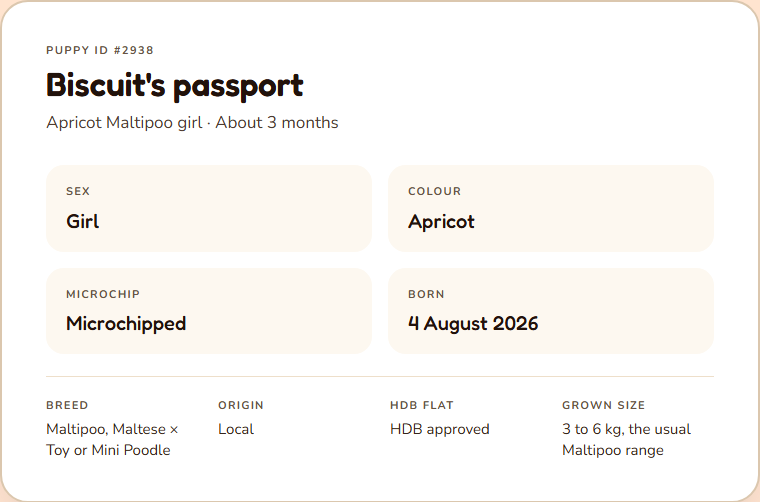 PUPPY ID #2938
Biscuit's passport
Apricot Maltipoo girl · About 3 months
SEX
Girl
COLOUR
Apricot
MICROCHIP
Microchipped
BORN
4 August 2026
BREED
Maltipoo, Maltese ×
Toy or Mini Poodle
ORIGIN
Local
HDB FLAT
HDB approved
GROWN SIZE
3 to 6 kg, the usual
Maltipoo range